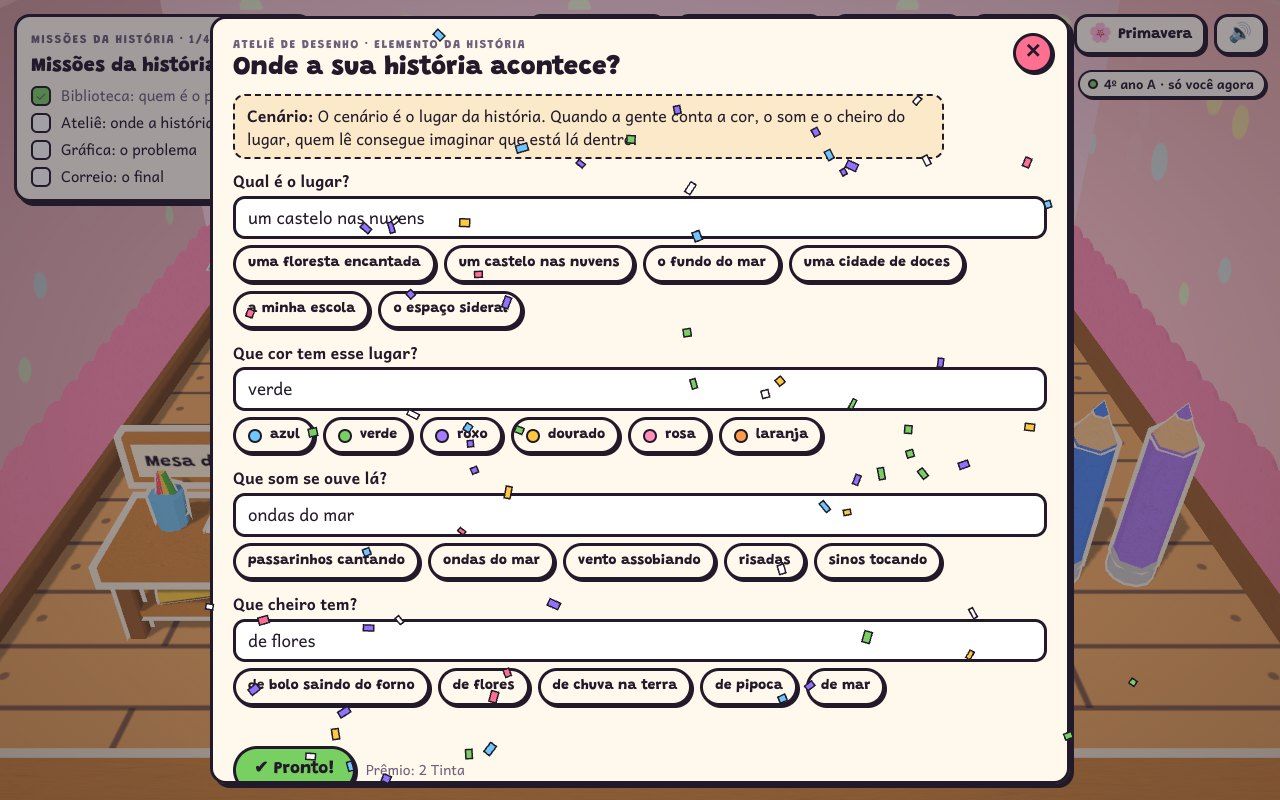 MISSÕES DA HISTÓRIA · 1/4
Missões da história
Biblioteca: quem é o p
Ateliê: onde a história
Gráfica: o problema
Correio: o final
ATELIÊ DE DESENHO · ELEMENTO DA HISTÓRIA
Onde a sua história acontece?
Cenário: O cenário é o lugar da história. Quando a gente conta a cor, o som e o cheiro do
lugar, quem lê consegue imaginar que está lá dentro.
Qual é o lugar?
um castelo nas nuvens
uma floresta encantada
um castelo nas nuvens
o fundo do mar
uma cidade de doces
a minha escola
o espaço sideral
Que cor tem esse lugar?
verde
azul
verde
roxo
dourado
rosa
laranja
Que som se ouve lá?
ondas do mar
passarinhos cantando
ondas do mar
vento assobiando
risadas
sinos tocando
Que cheiro tem?
de flores
de bolo saindo do forno
de flores
de chuva na terra
de pipoca
de mar
✔ Pronto!
Prêmio: 2 Tinta
✕
Primavera
4º ano A · só você agora
Mesa d